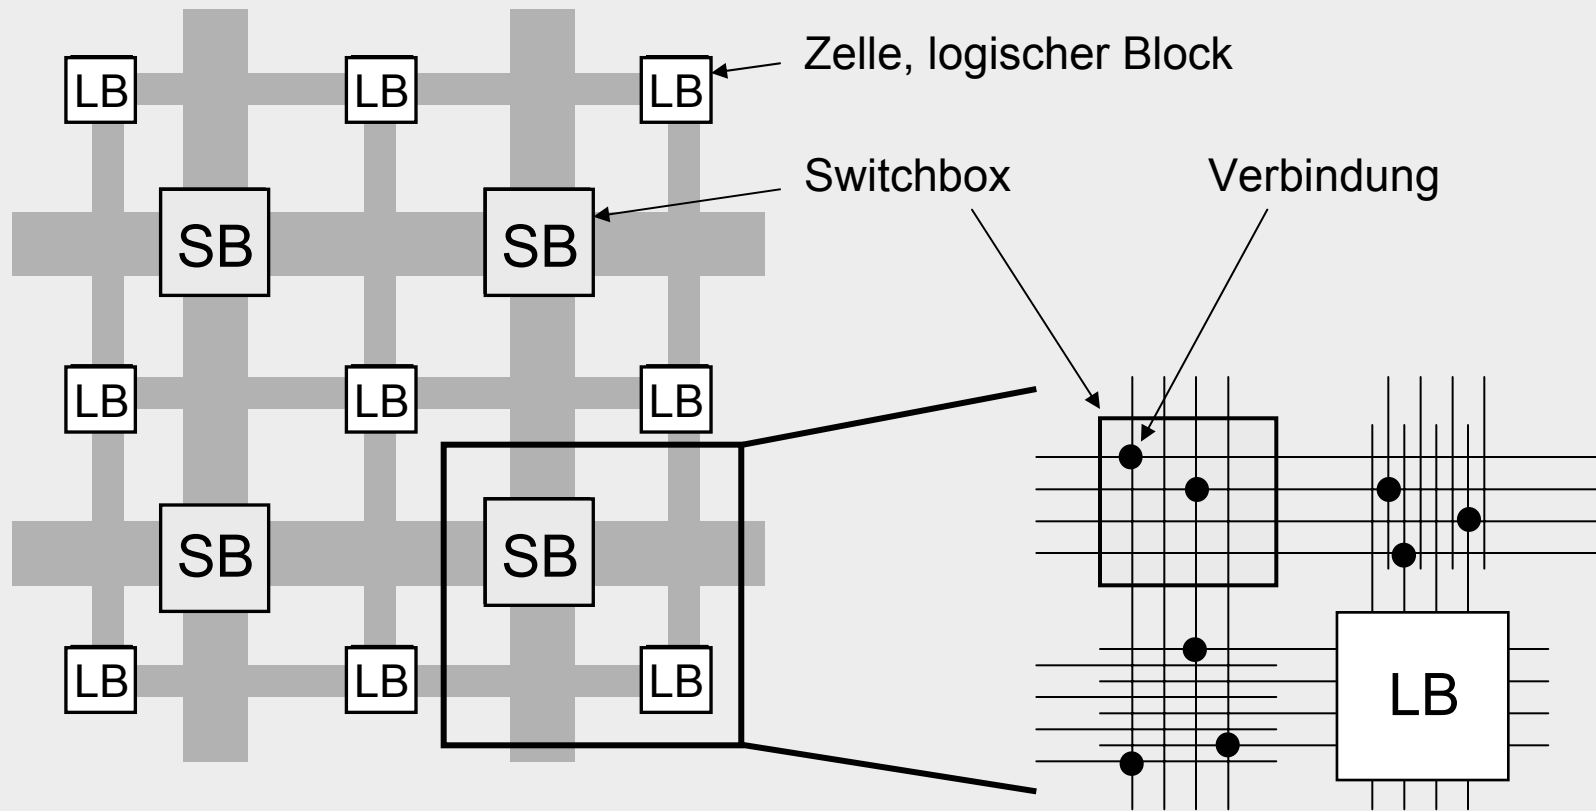 LB LB LB
Zelle, logischer Block
Switchbox Verbindung
SB SB
LB LB LB
SB SB
LB LB LB
LB